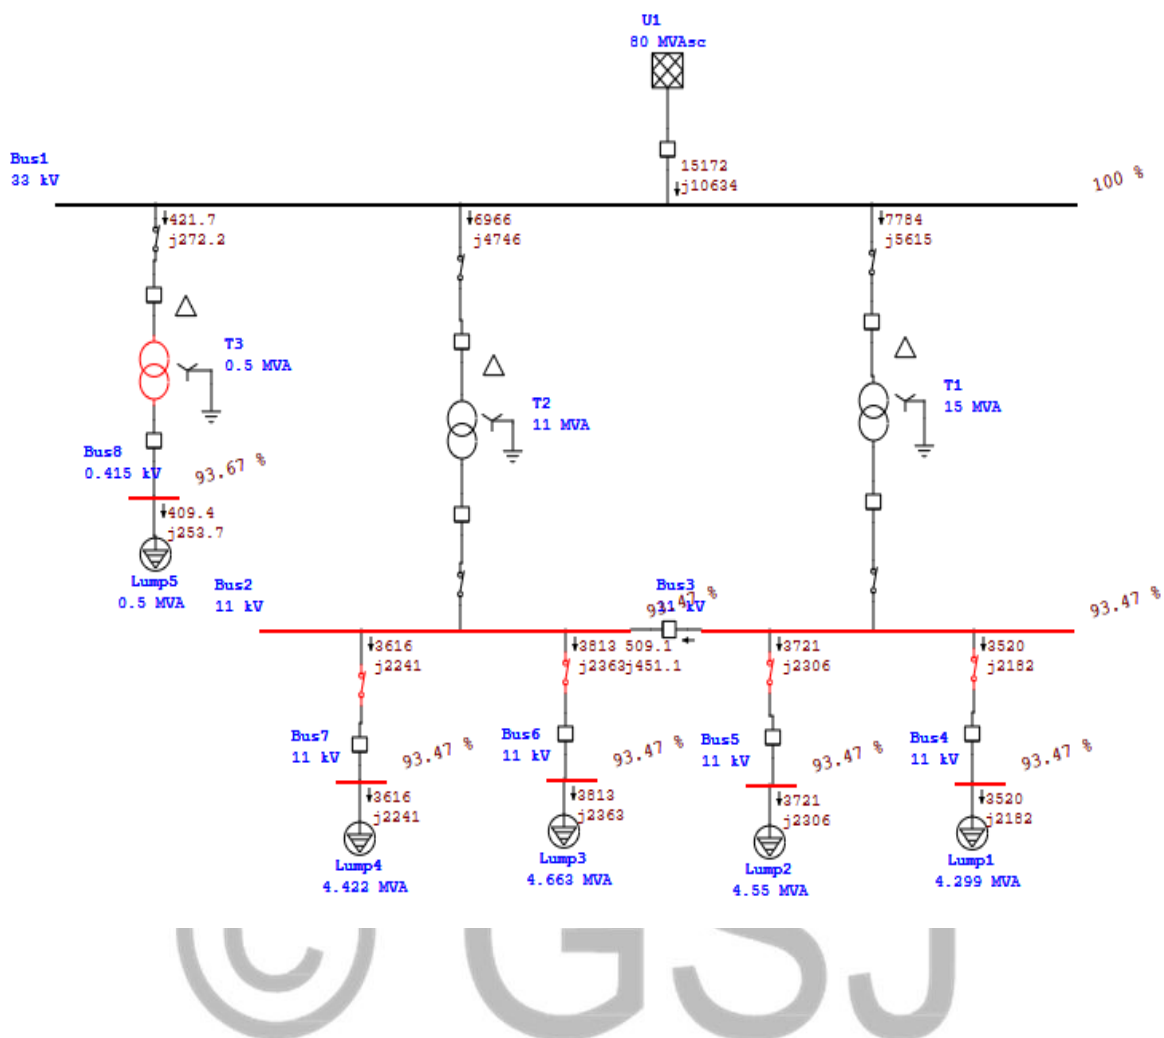 U1
80 MVAsc
15172
j10634
Bus1
33 kV
100 %
421.7
j272.2
6966
j4746
7784
j5615
T3
0.5 MVA
T2
11 MVA
T1
15 MVA
Bus8
0.415 kV
93.67 %
409.4
j253.7
Lump5
0.5 MVA
Bus2
11 kV
Bus3
11 kV
93.47 %
93.47 %
3616
j2241
3813
j2363
509.1
j451.1
3721
j2306
3520
j2182
Bus7
11 kV
93.47 %
Bus6
11 kV
93.47 %
Bus5
11 kV
93.47 %
Bus4
11 kV
93.47 %
3616
j2241
3813
j2363
3721
j2306
3520
j2182
Lump4
4.422 MVA
Lump3
4.663 MVA
Lump2
4.55 MVA
Lump1
4.299 MVA
© GSJ